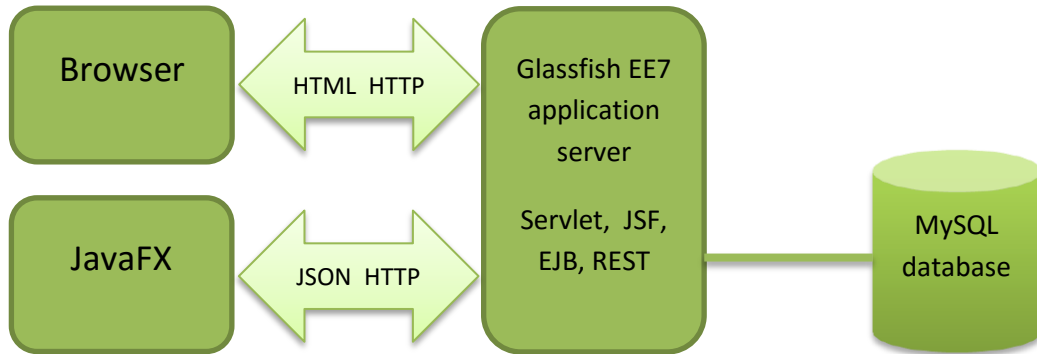 Browser
HTML HTTP
Glassfish EE7
application
server
Servlet, JSF,
EJB, REST
JavaFX
JSON HTTP
MySQL
database